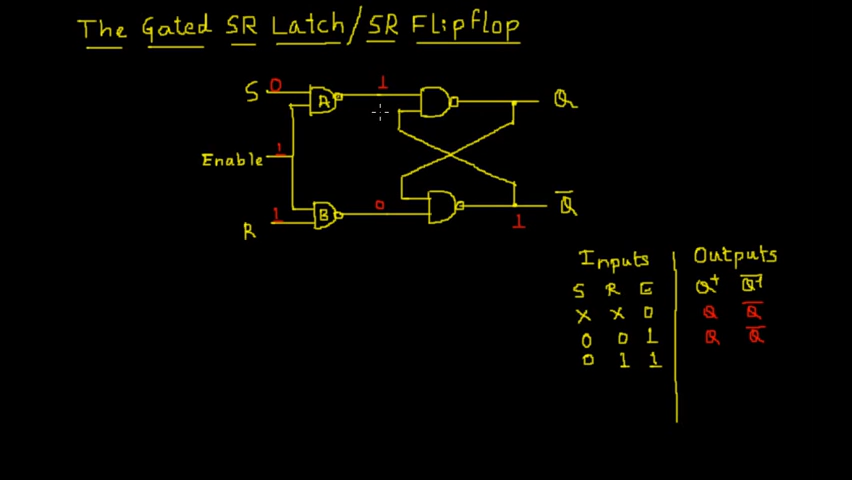 The Gated SR Latch/SR Flipflop
S 0 A 1 Q
Enable 1
R 1 B 0 1 Q̅
Inputs Outputs
S R E Q⁺ Q̅⁺
X X 0 Q Q̅
0 0 1 Q Q̅
0 1 1